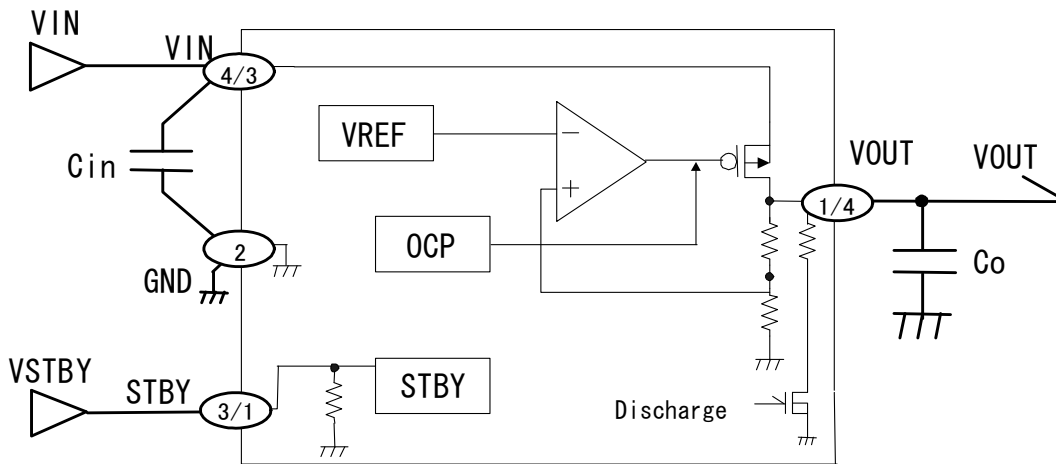 VIN
VIN
4/3
Cin
VREF
−
+
OCP
VOUT
VOUT
1/4
Co
2
GND
VSTBY
STBY
3/1
STBY
Discharge